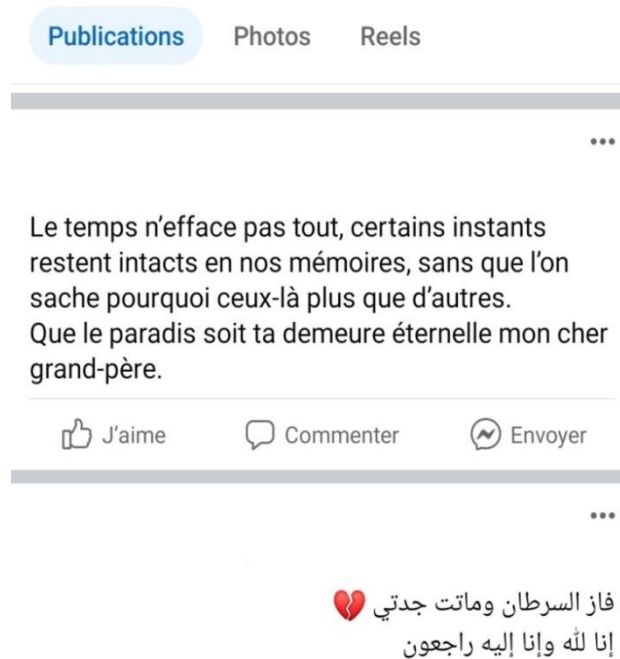 Publications Photos Reels
Le temps n’efface pas tout, certains instants
restent intacts en nos mémoires, sans que l’on
sache pourquoi ceux-là plus que d’autres.
Que le paradis soit ta demeure éternelle mon cher
grand-père.
J’aime Commenter Envoyer
فاز السرطان وماتت جدتي 💔
إنا لله وإنا إليه راجعون